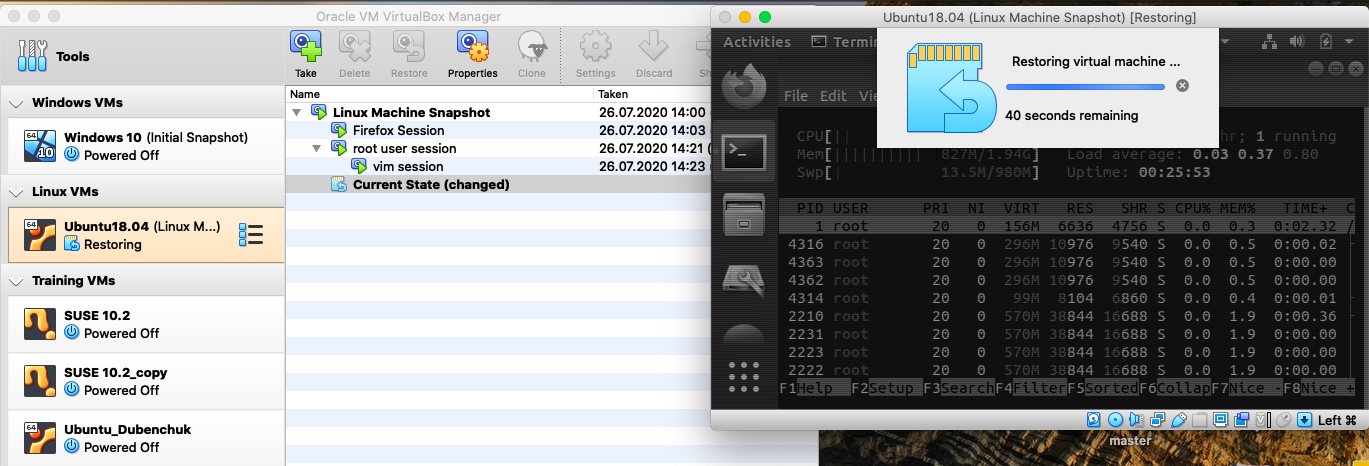 Oracle VM VirtualBox Manager
Tools
Take
Delete
Restore
Properties
Clone
Settings
Discard
Name
Taken
Windows VMs
64
10
Windows 10 (Initial Snapshot)
Powered Off
Linux VMs
64
Ubuntu18.04 (Linux M...)
Restoring
Training VMs
SUSE 10.2
Powered Off
SUSE 10.2_copy
Powered Off
64
Ubuntu_Dubenchuk
Powered Off
Linux Machine Snapshot 26.07.2020 14:00
Firefox Session 26.07.2020 14:03
root user session 26.07.2020 14:21 (
vim session 26.07.2020 14:23
Current State (changed)
Ubuntu18.04 (Linux Machine Snapshot) [Restoring]
Activities
Termin
Restoring virtual machine ...
40 seconds remaining
File Edit Vie
CPU[|| hr; 1 running
Mem[|||||||||| 827M/1.94G] Load average: 0.03 0.37 0.80
Swp[| 13.5M/980M] Uptime: 00:25:53
PID USER PRI NI VIRT RES SHR S CPU% MEM% TIME+ C
1 root 20 0 156M 6636 4756 S 0.0 0.3 0:02.32 /
4316 root 20 0 296M 10976 9540 S 0.0 0.5 0:00.02
4363 root 20 0 296M 10976 9540 S 0.0 0.5 0:00.00
4362 root 20 0 296M 10976 9540 S 0.0 0.5 0:00.00
4314 root 20 0 99M 8104 6860 S 0.0 0.4 0:00.01
2210 root 20 0 570M 38844 16688 S 0.0 1.9 0:00.36
2231 root 20 0 570M 38844 16688 S 0.0 1.9 0:00.00
2223 root 20 0 570M 38844 16688 S 0.0 1.9 0:00.00
2222 root 20 0 570M 38844 16688 S 0.0 1.9 0:00.00
F1Help F2Setup F3Search F4Filter F5Sorted F6Collap F7Nice - F8Nice +
Left ⌘
master